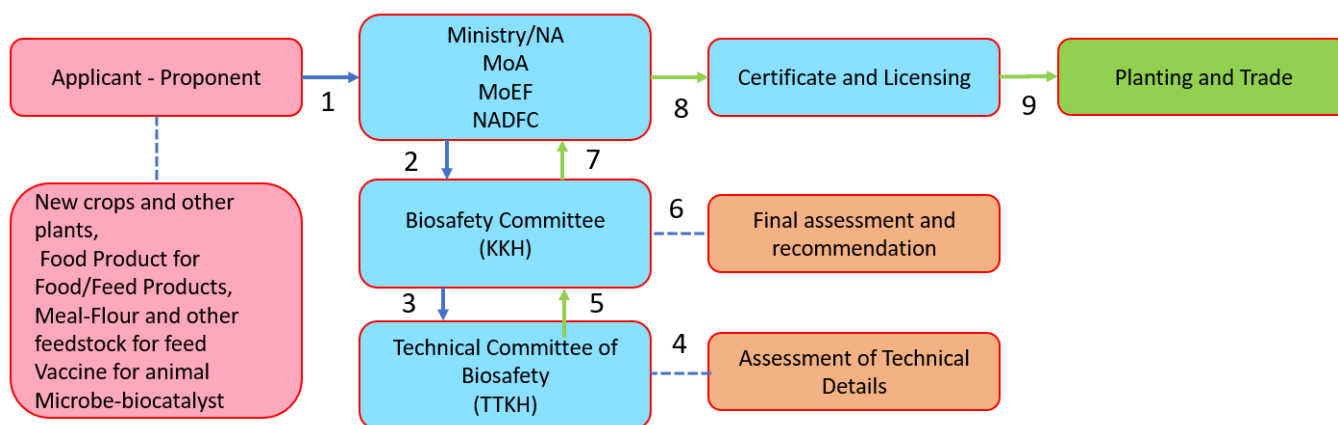 Applicant - Proponent
1
Ministry/NA
MoA
MoEF
NADFC
8
Certificate and Licensing
9
Planting and Trade
2
7
New crops and other
plants,
Food Product for
Food/Feed Products,
Meal-Flour and other
feedstock for feed
Vaccine for animal
Microbe-biocatalyst
Biosafety Committee
(KKH)
6
Final assessment and
recommendation
3
5
Technical Committee of
Biosafety
(TTKH)
4
Assessment of Technical
Details